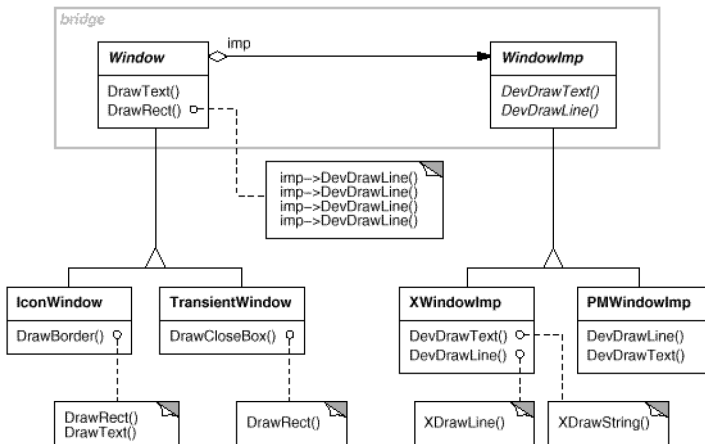 bridge
imp
Window
DrawText()
DrawRect()
WindowImp
DevDrawText()
DevDrawLine()
imp->DevDrawLine()
imp->DevDrawLine()
imp->DevDrawLine()
imp->DevDrawLine()
IconWindow
DrawBorder()
TransientWindow
DrawCloseBox()
XWindowImp
DevDrawText()
DevDrawLine()
PMWindowImp
DevDrawLine()
DevDrawText()
DrawRect()
DrawText()
DrawRect()
XDrawLine()
XDrawString()